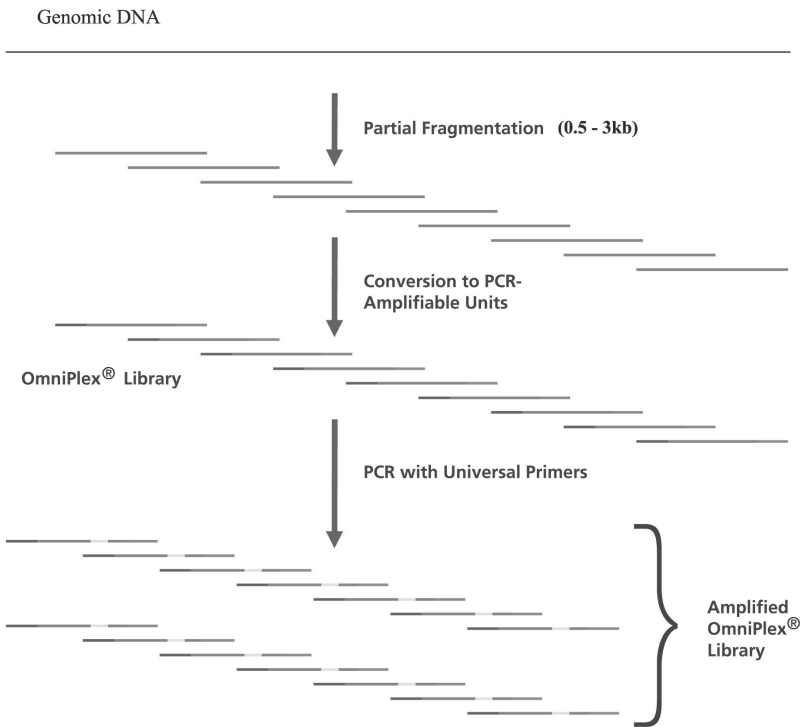 Genomic DNA
Partial Fragmentation (0.5 - 3kb)
Conversion to PCR-
Amplifiable Units
OmniPlex® Library
PCR with Universal Primers
Amplified
OmniPlex®
Library